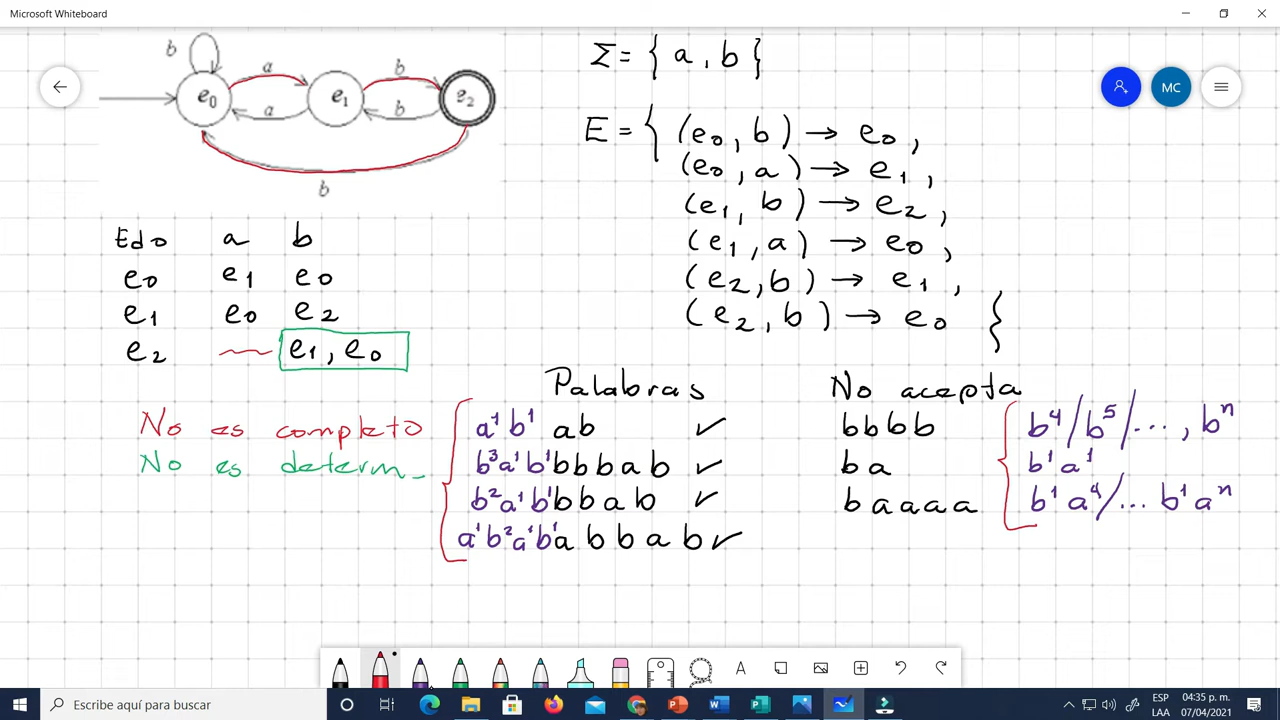 Microsoft Whiteboard
b
a
b
e₀ e₁ e₂
a
b
b
Σ = { a , b }
MC
E = { (e₀, b) → e₀ ,
(e₀, a) → e₁ ,
(e₁, b) → e₂ ,
(e₁, a) → e₀ ,
(e₂, b) → e₁ ,
(e₂, b) → e₀ }
Edo a b
e₀ e₁ e₀
e₁ e₀ e₂
e₂ — e₁, e₀
No es completo
No es determ_
Palabras
a¹ b¹ ab ✓
b³a¹b¹ bbbab ✓
b²a¹b¹ bbab ✓
a¹b²a¹b¹ abbab ✓
No acepta
bbbb b⁴/b⁵/... , bⁿ
ba b¹a¹
baaaa b¹a⁴/... b¹aⁿ
A
Escribe aquí para buscar
ESP
LAA
04:35 p. m.
07/04/2021